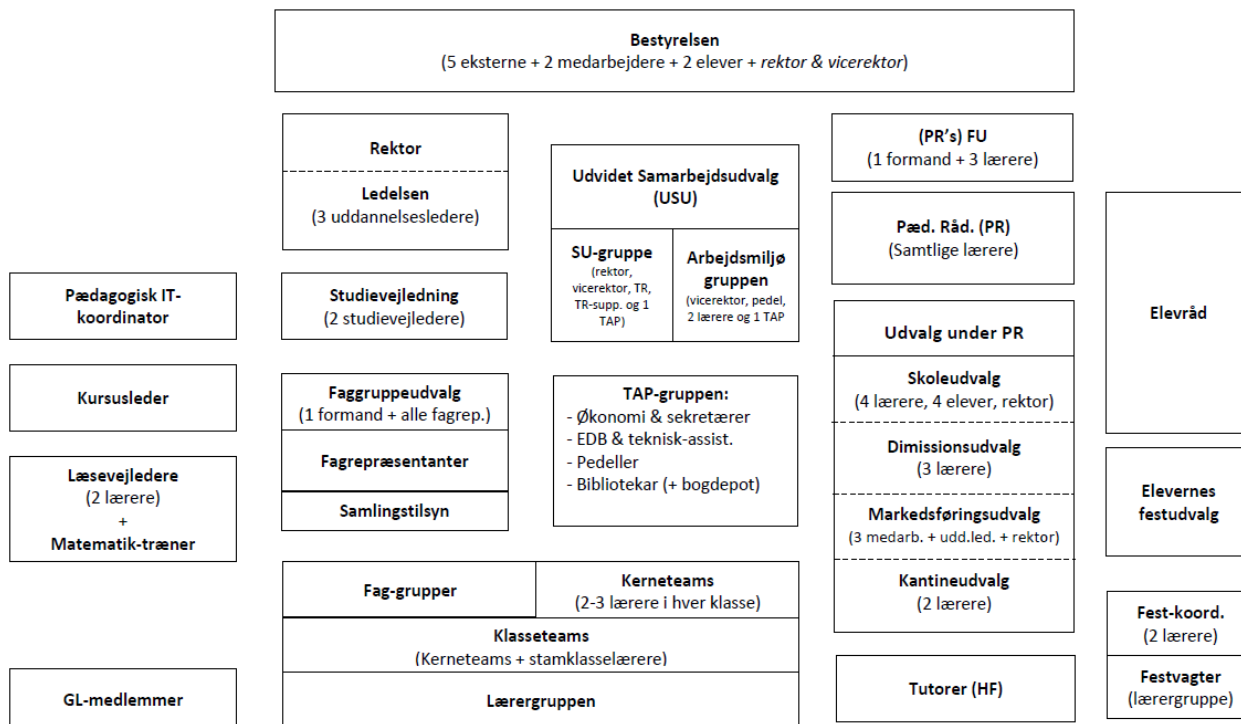 Bestyrelsen
(5 eksterne + 2 medarbejdere + 2 elever + rektor & vicerektor)
Rektor
Ledelsen
(3 uddannelsesledere)
Udvidet Samarbejdsudvalg
(USU)
SU-gruppe
(rektor,
vicerektor, TR,
TR-supp. og 1
TAP)
Arbejdsmiljø
gruppen
(vicerektor, pedel,
2 lærere og 1 TAP
(PR's) FU
(1 formand + 3 lærere)
Pæd. Råd. (PR)
(Samtlige lærere)
Elevråd
Pædagogisk IT-
koordinator
Studievejledning
(2 studievejledere)
Udvalg under PR
Skoleudvalg
(4 lærere, 4 elever, rektor)
Dimissionsudvalg
(3 lærere)
Markedsføringsudvalg
(3 medarb. + udd.led. + rektor)
Kantineudvalg
(2 lærere)
Kursusleder
Faggruppeudvalg
(1 formand + alle fagrep.)
Fagrepræsentanter
Samlingstilsyn
TAP-gruppen:
- Økonomi & sekretærer
- EDB & teknisk-assist.
- Pedeller
- Bibliotekar (+ bogdepot)
Læsevejledere
(2 lærere)
+
Matematik-træner
Elevernes
festudvalg
Fag-grupper
Kerneteams
(2-3 lærere i hver klasse)
Klasseteams
(Kerneteams + stamklasselærere)
Lærergruppen
Fest-koord.
(2 lærere)
Festvagter
(lærergruppe)
GL-medlemmer
Tutorer (HF)